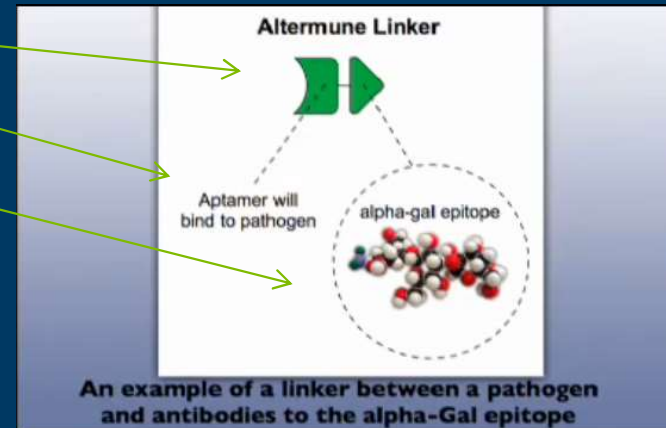 Altermune Linker
Aptamer will
bind to pathogen
alpha-gal epitope
An example of a linker between a pathogen
and antibodies to the alpha-Gal epitope